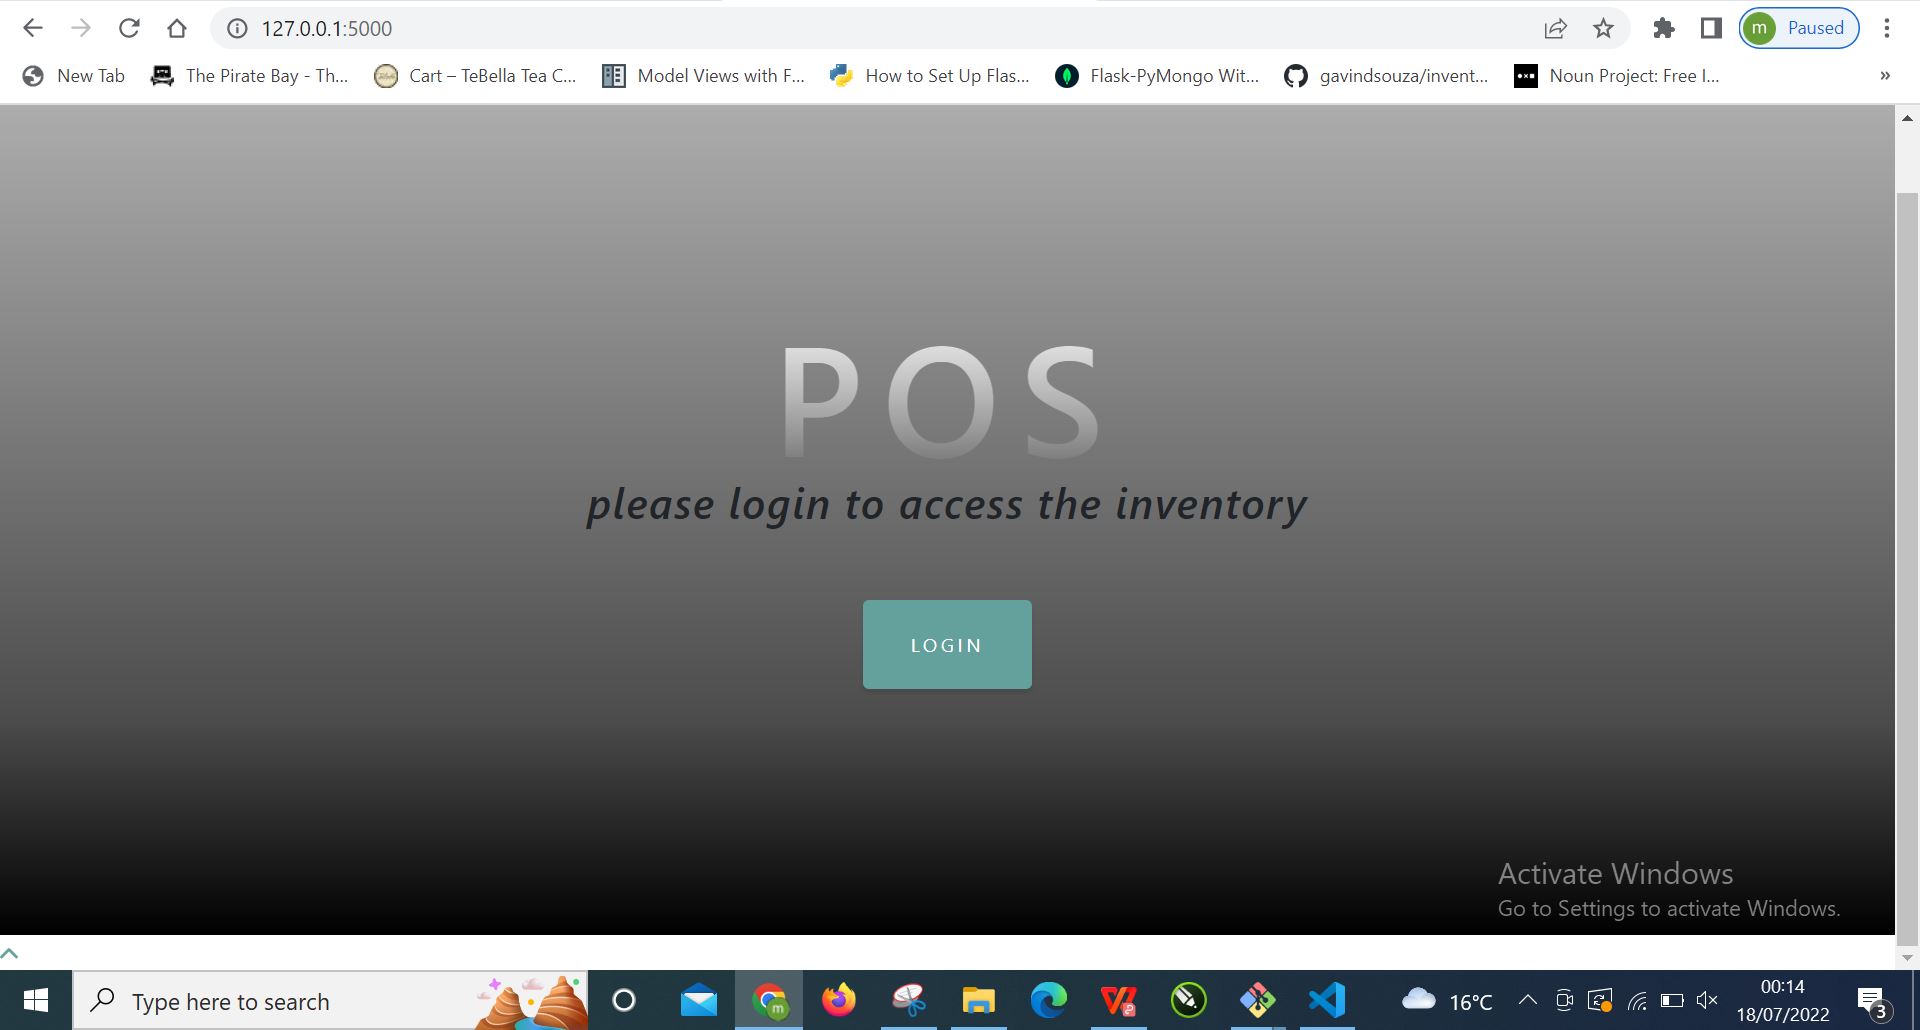 127.0.0.1:5000
m Paused
New Tab
The Pirate Bay - Th...
Cart – TeBella Tea C...
Model Views with F...
How to Set Up Flas...
Flask-PyMongo Wit...
gavindsouza/invent...
Noun Project: Free I...
»
POS
please login to access the inventory
LOGIN
Activate Windows
Go to Settings to activate Windows.
Type here to search
m
16°C
00:14
18/07/2022
3